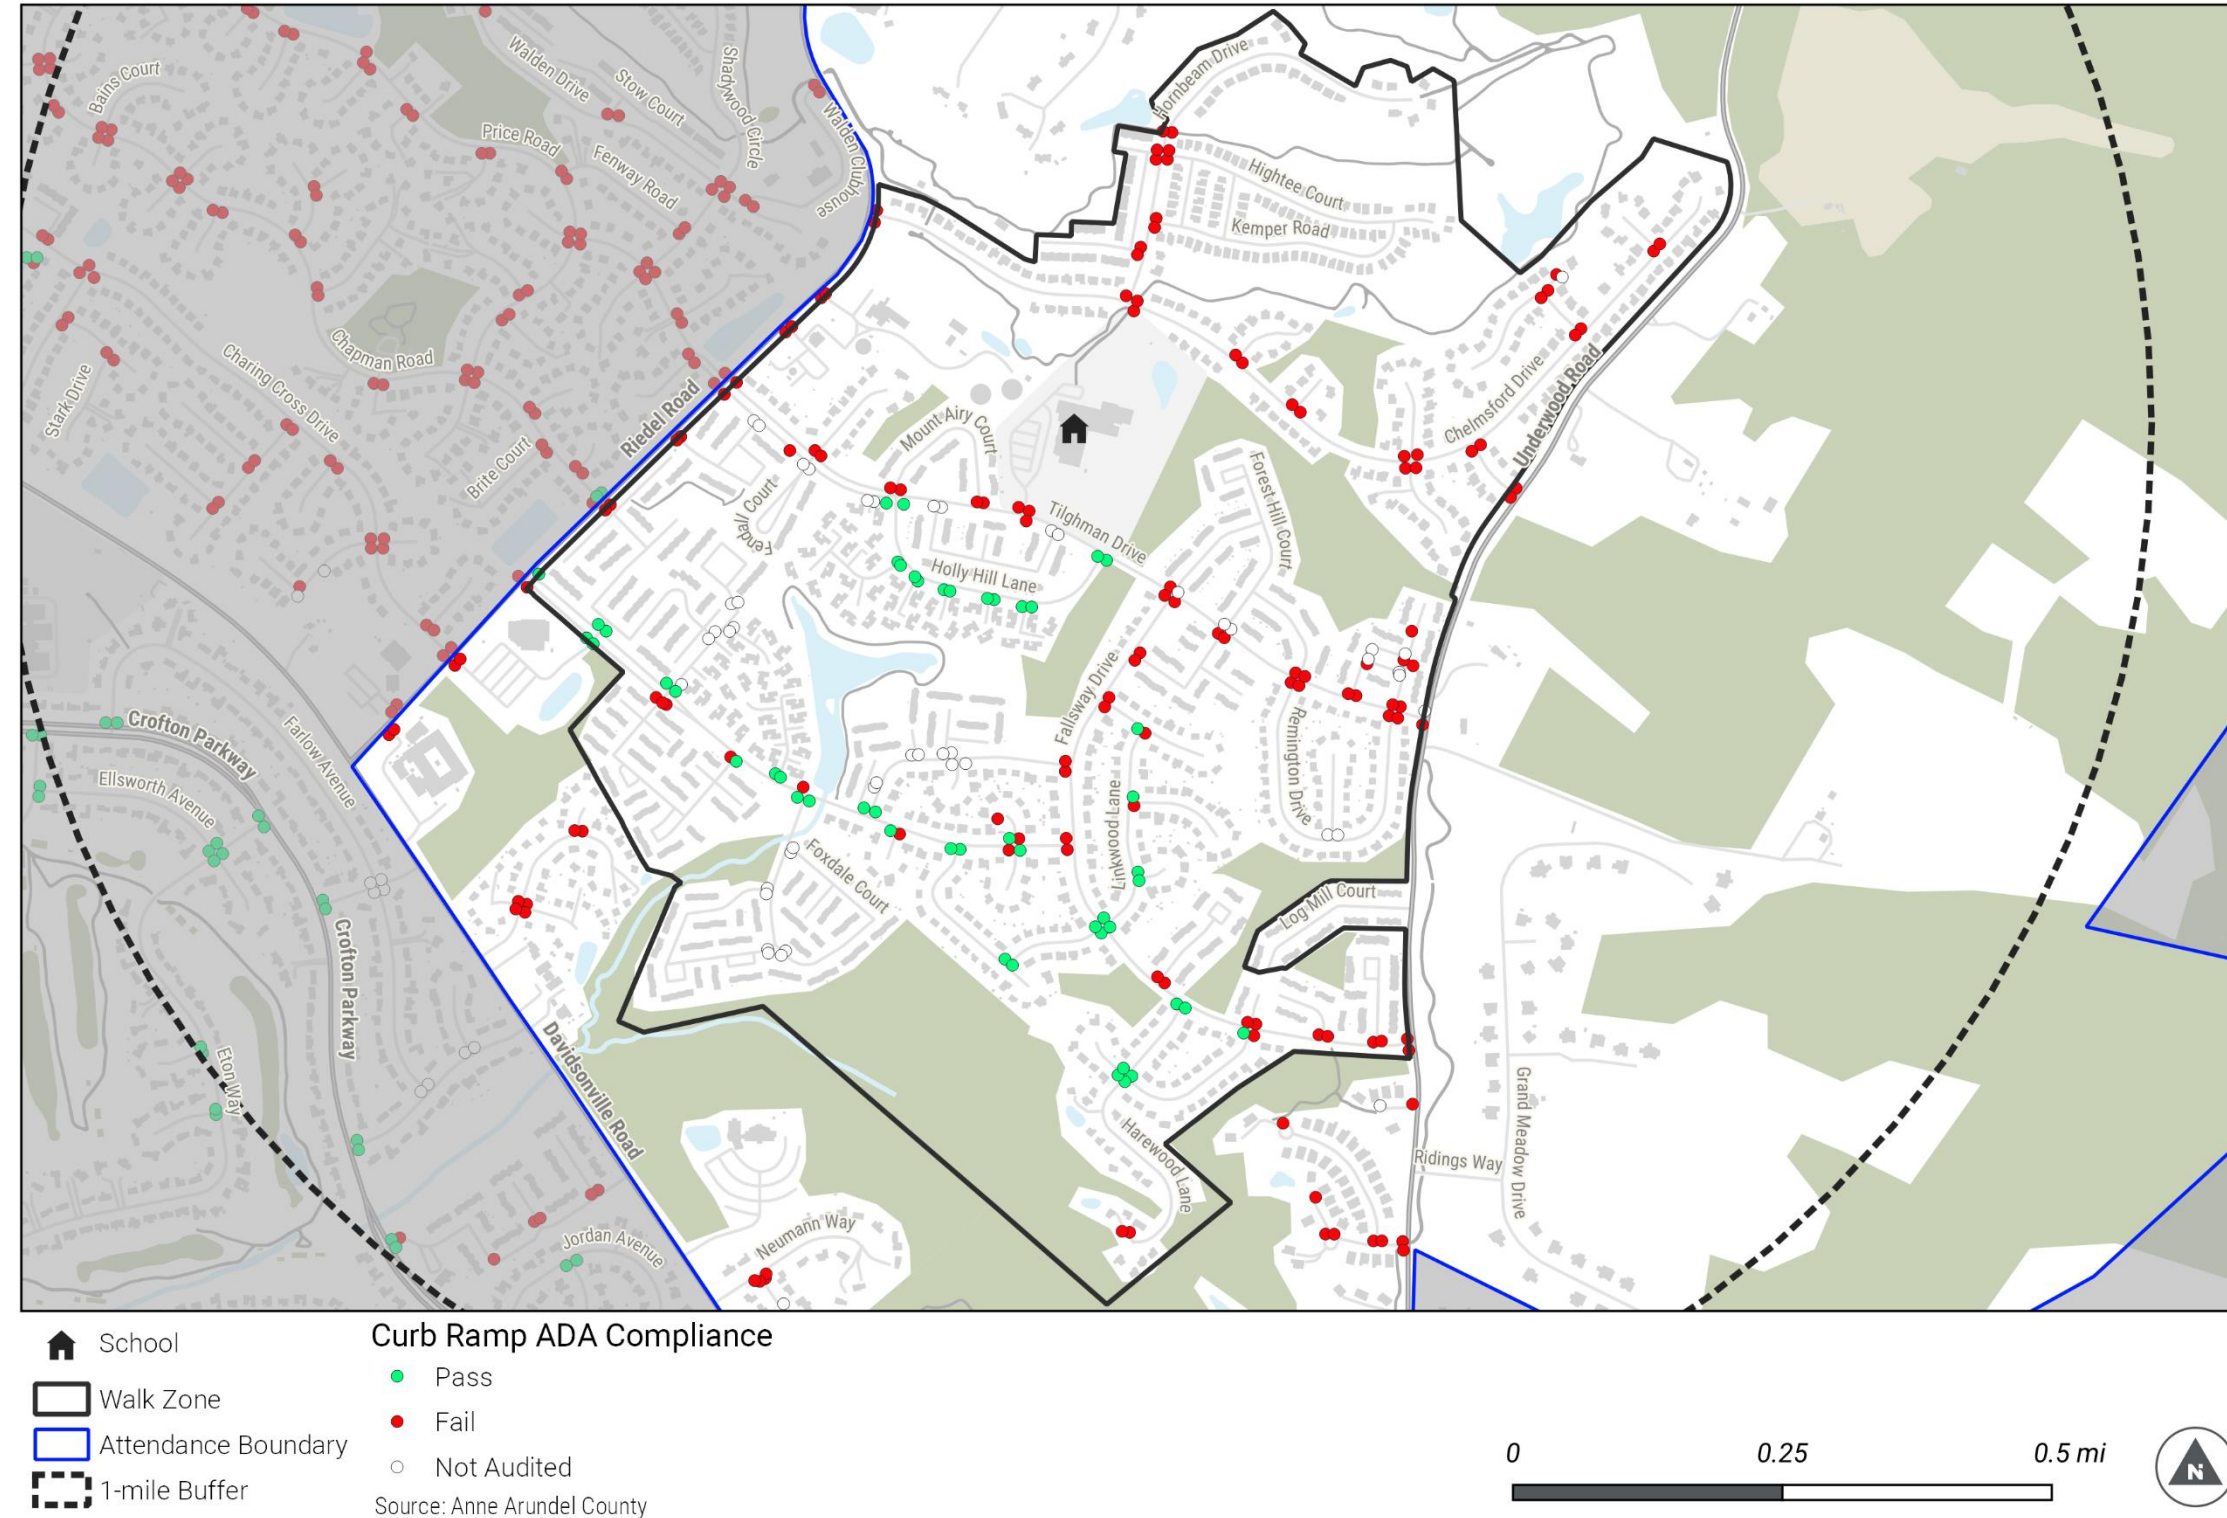 Bains Court
Walden Drive
Stow Court
Shadywood Circle
Walden Clubhouse
Hornbeam Drive
Price Road
Fenway Road
Hightee Court
Kemper Road
Chapman Road
Charing Cross Drive
Stark Drive
Brite Court
Riedel Road
Mount Airy Court
Chelmsford Drive
Underwood Road
Fendall Court
Tilghman Drive
Forest Hill Court
Holly Hill Lane
Fallsway Drive
Remington Drive
Crofton Parkway
Farlow Avenue
Ellsworth Avenue
Linkwood Lane
Foxdale Court
Log Mill Court
Crofton Parkway
Eton Way
Davidsonville Road
Harewood Lane
Ridings Way
Grand Meadow Drive
Neumann Way
Jordan Avenue
School
Walk Zone
Attendance Boundary
1-mile Buffer
Curb Ramp ADA Compliance
Pass
Fail
Not Audited
Source: Anne Arundel County
0 0.25 0.5 mi
N